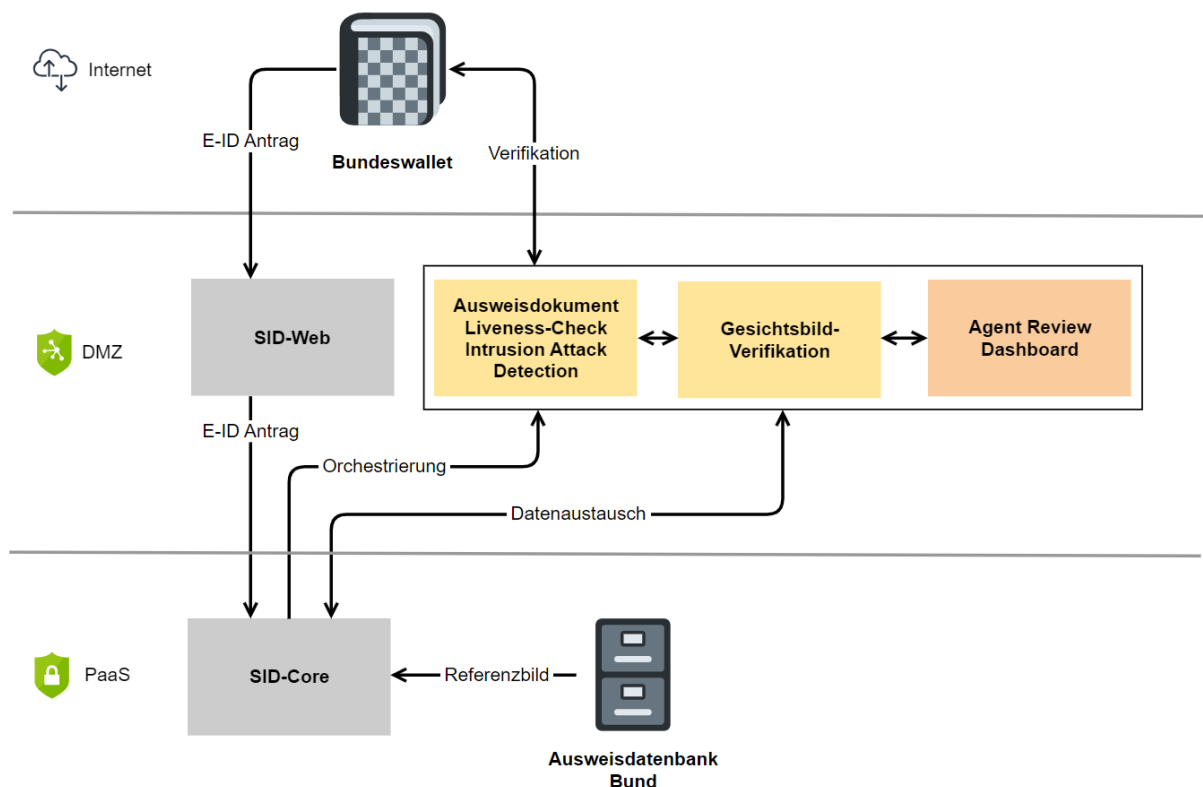 Internet
E-ID Antrag
Bundeswallet
Verifikation
DMZ
SID-Web
Ausweisdokument
Liveness-Check
Intrusion Attack
Detection
Gesichtsbild-
Verifikation
Agent Review
Dashboard
E-ID Antrag
Orchestrierung
Datenaustausch
PaaS
SID-Core
Referenzbild
Ausweisdatenbank
Bund